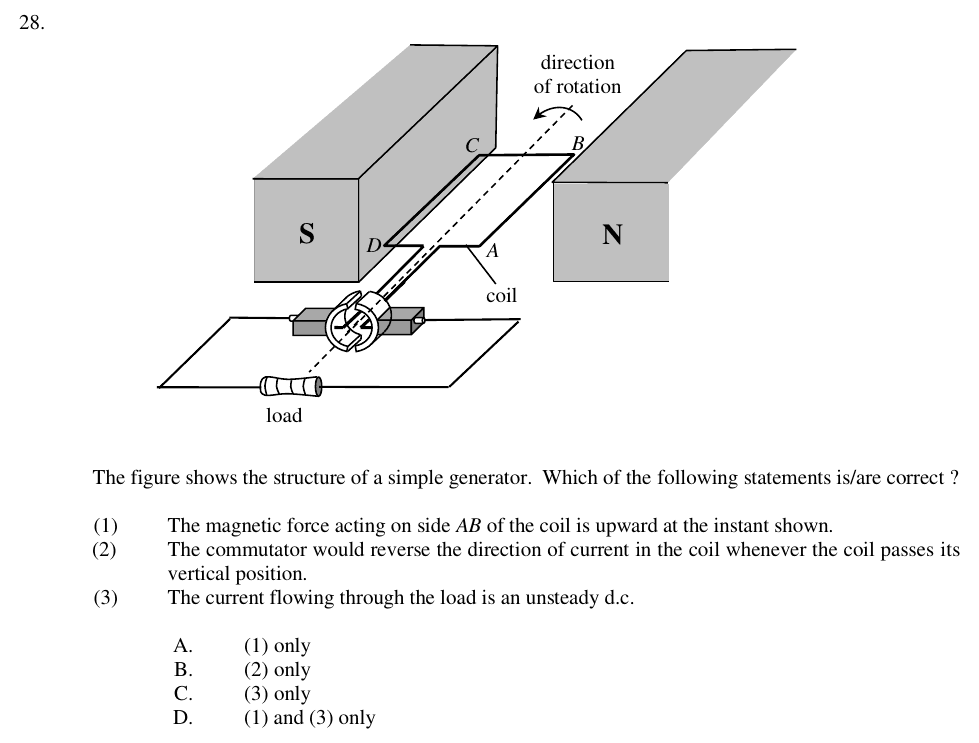 28.
direction
of rotation
C
B
S
N
D
A
coil
load
The figure shows the structure of a simple generator. Which of the following statements is/are correct ?
(1) The magnetic force acting on side AB of the coil is upward at the instant shown.
(2) The commutator would reverse the direction of current in the coil whenever the coil passes its
vertical position.
(3) The current flowing through the load is an unsteady d.c.
A. (1) only
B. (2) only
C. (3) only
D. (1) and (3) only